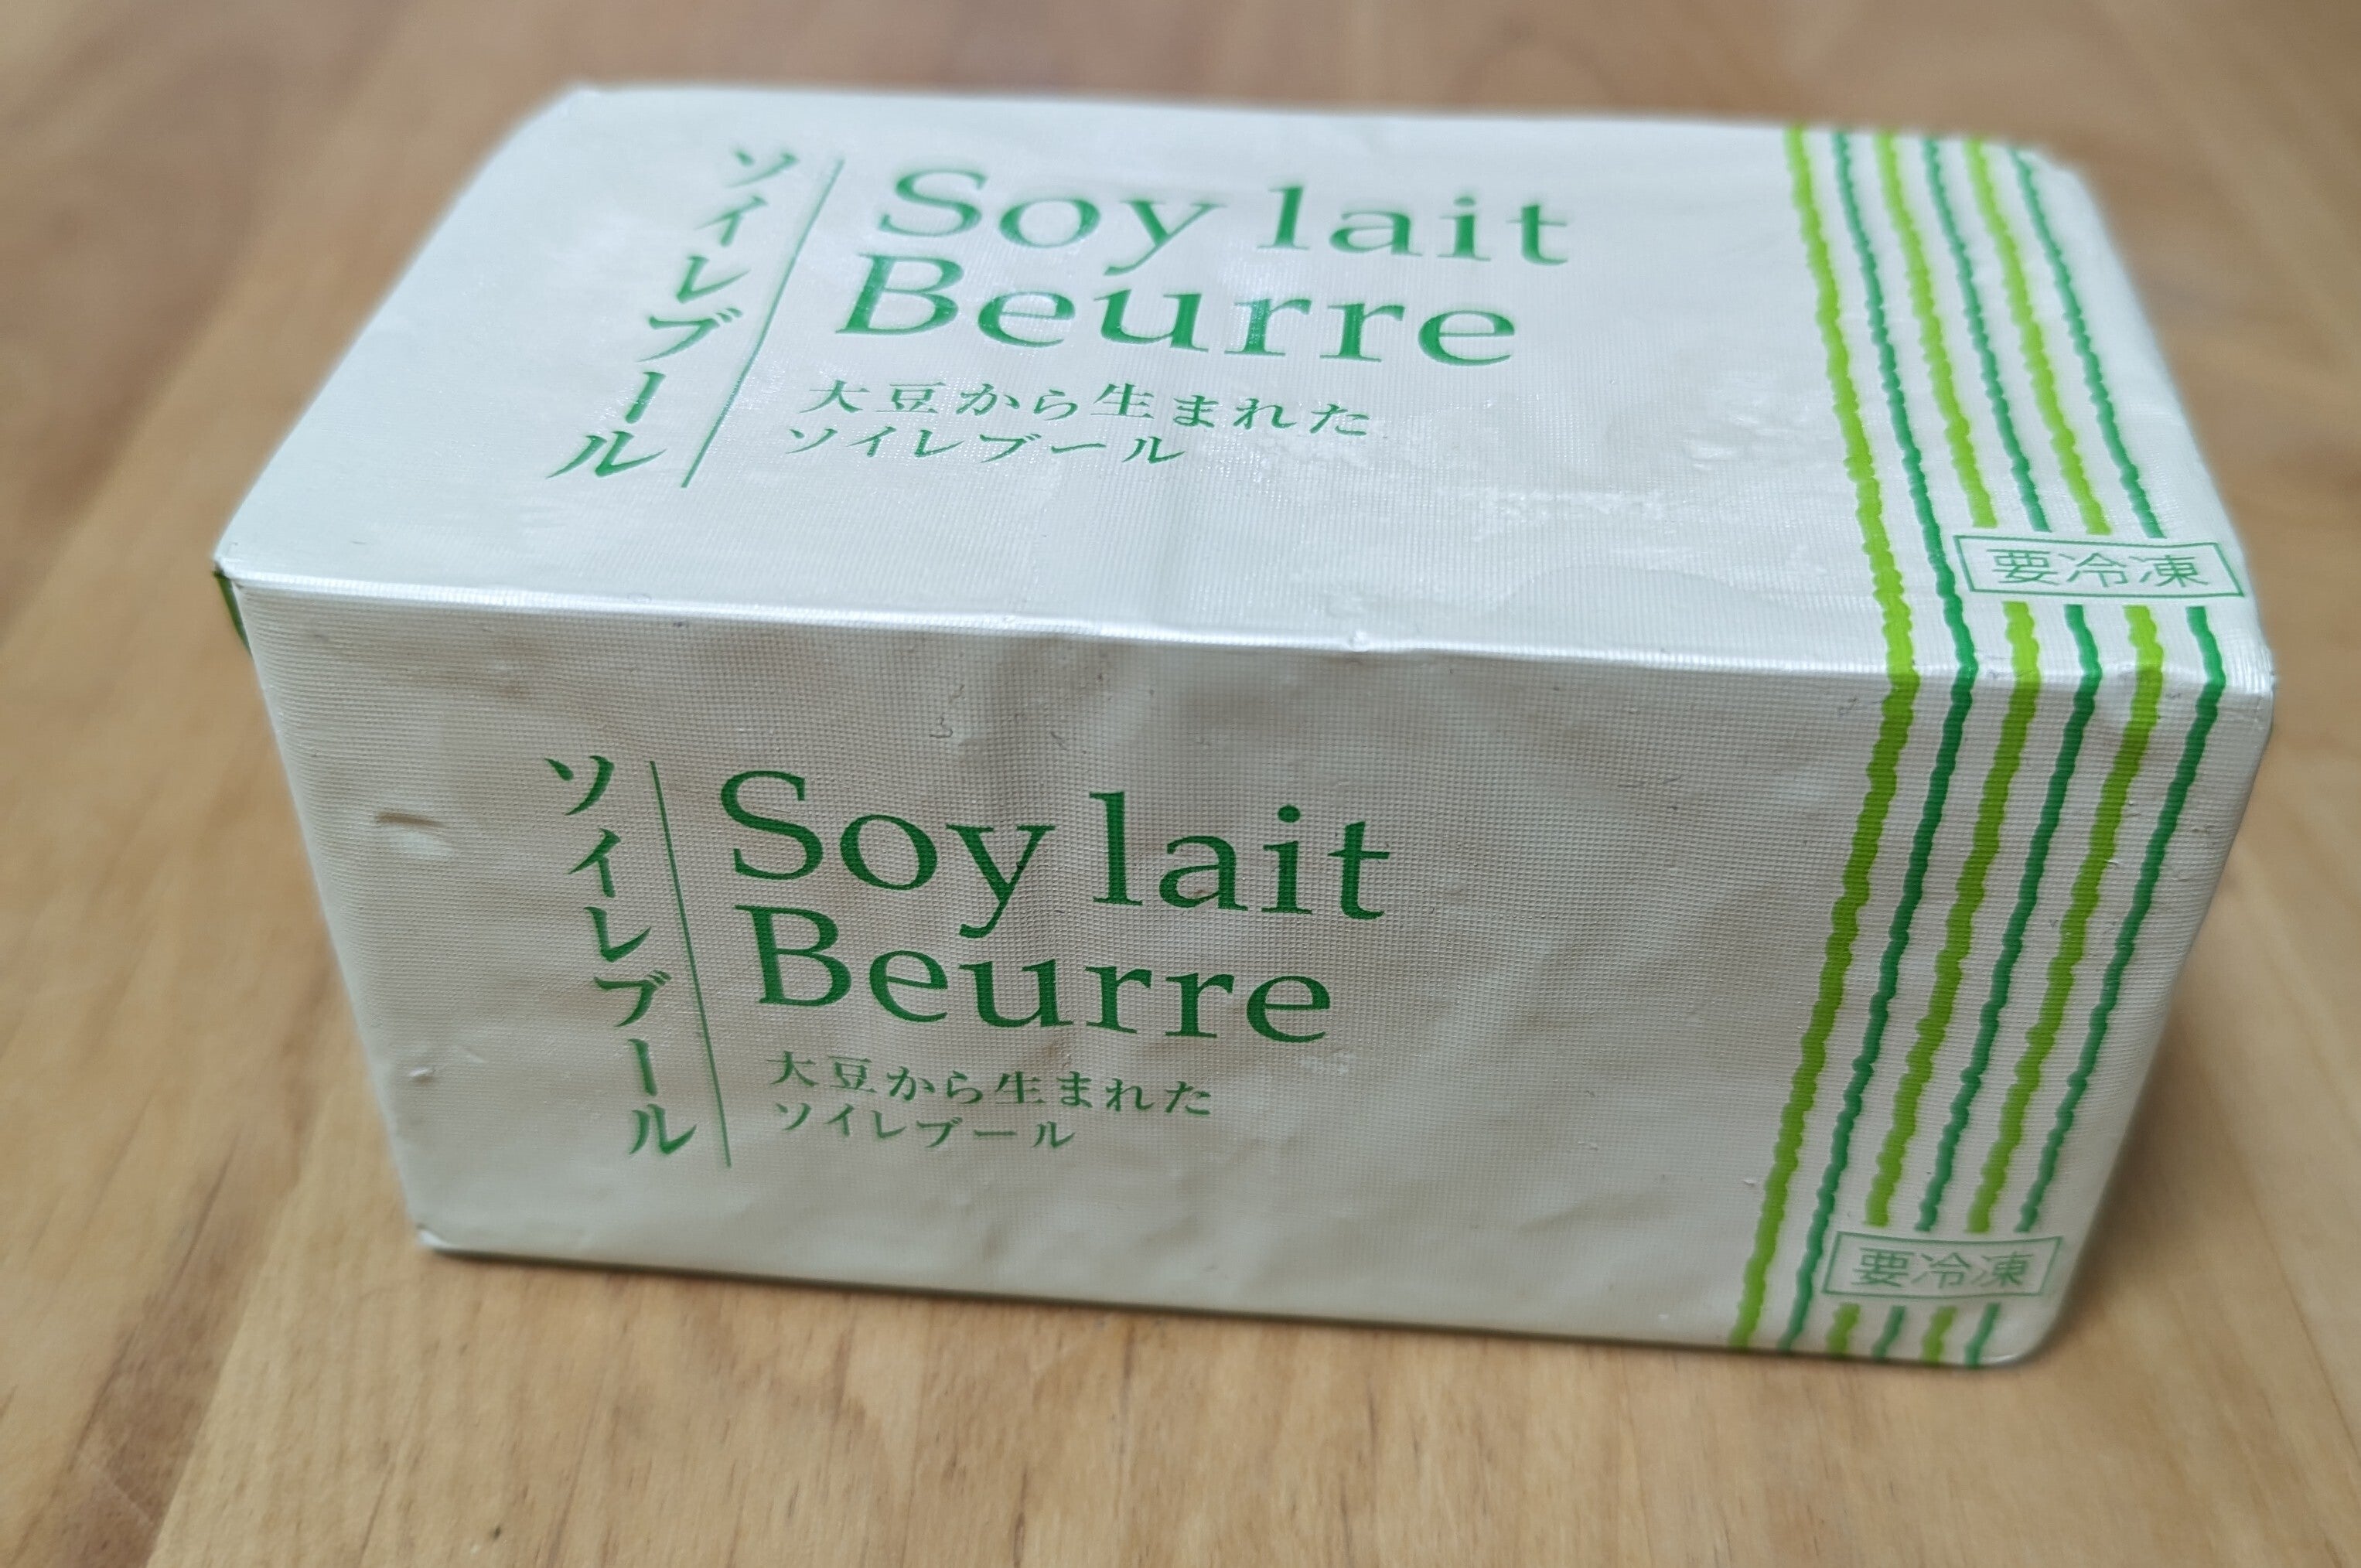 ソイレブール
Soy lait
Beurre
大豆から生まれた
ソイレブール
要冷凍
ソイレブール
Soy lait
Beurre
大豆から生まれた
ソイレブール
要冷凍